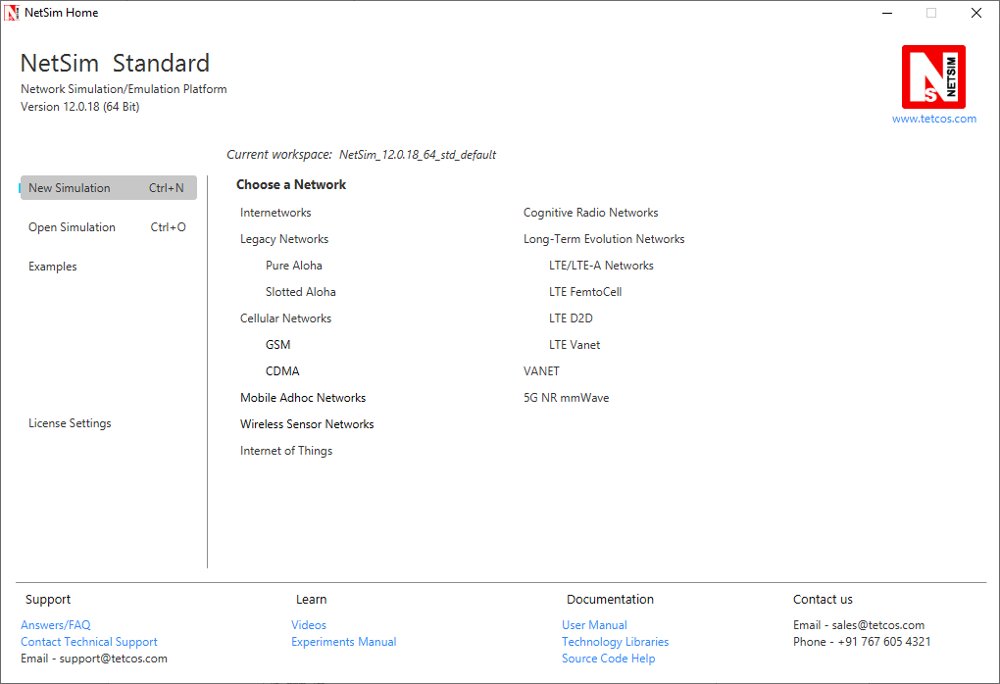 NetSim Home
NetSim Standard
Network Simulation/Emulation Platform
Version 12.0.18 (64 Bit)
NS NETSIM
www.tetcos.com
Current workspace: NetSim_12.0.18_64_std_default
New Simulation Ctrl+N
Open Simulation Ctrl+O
Examples
License Settings
Choose a Network
Internetworks
Legacy Networks
Pure Aloha
Slotted Aloha
Cellular Networks
GSM
CDMA
Mobile Adhoc Networks
Wireless Sensor Networks
Internet of Things
Cognitive Radio Networks
Long-Term Evolution Networks
LTE/LTE-A Networks
LTE FemtoCell
LTE D2D
LTE Vanet
VANET
5G NR mmWave
Support
Answers/FAQ
Contact Technical Support
Email - support@tetcos.com
Learn
Videos
Experiments Manual
Documentation
User Manual
Technology Libraries
Source Code Help
Contact us
Email - sales@tetcos.com
Phone - +91 767 605 4321